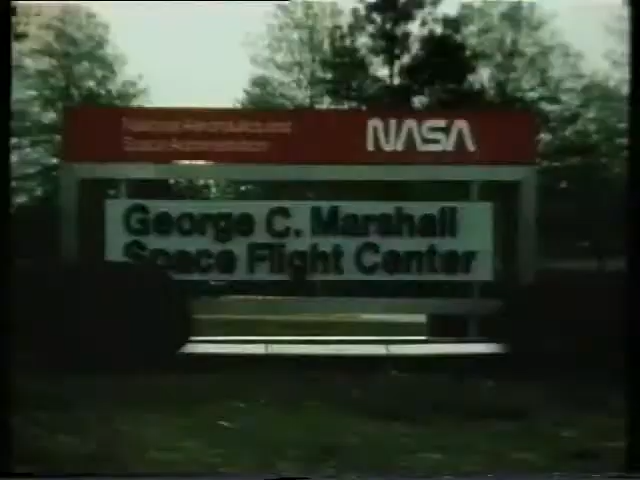 National Aeronautics and
Space Administration
NASA
George C. Marshall
Space Flight Center